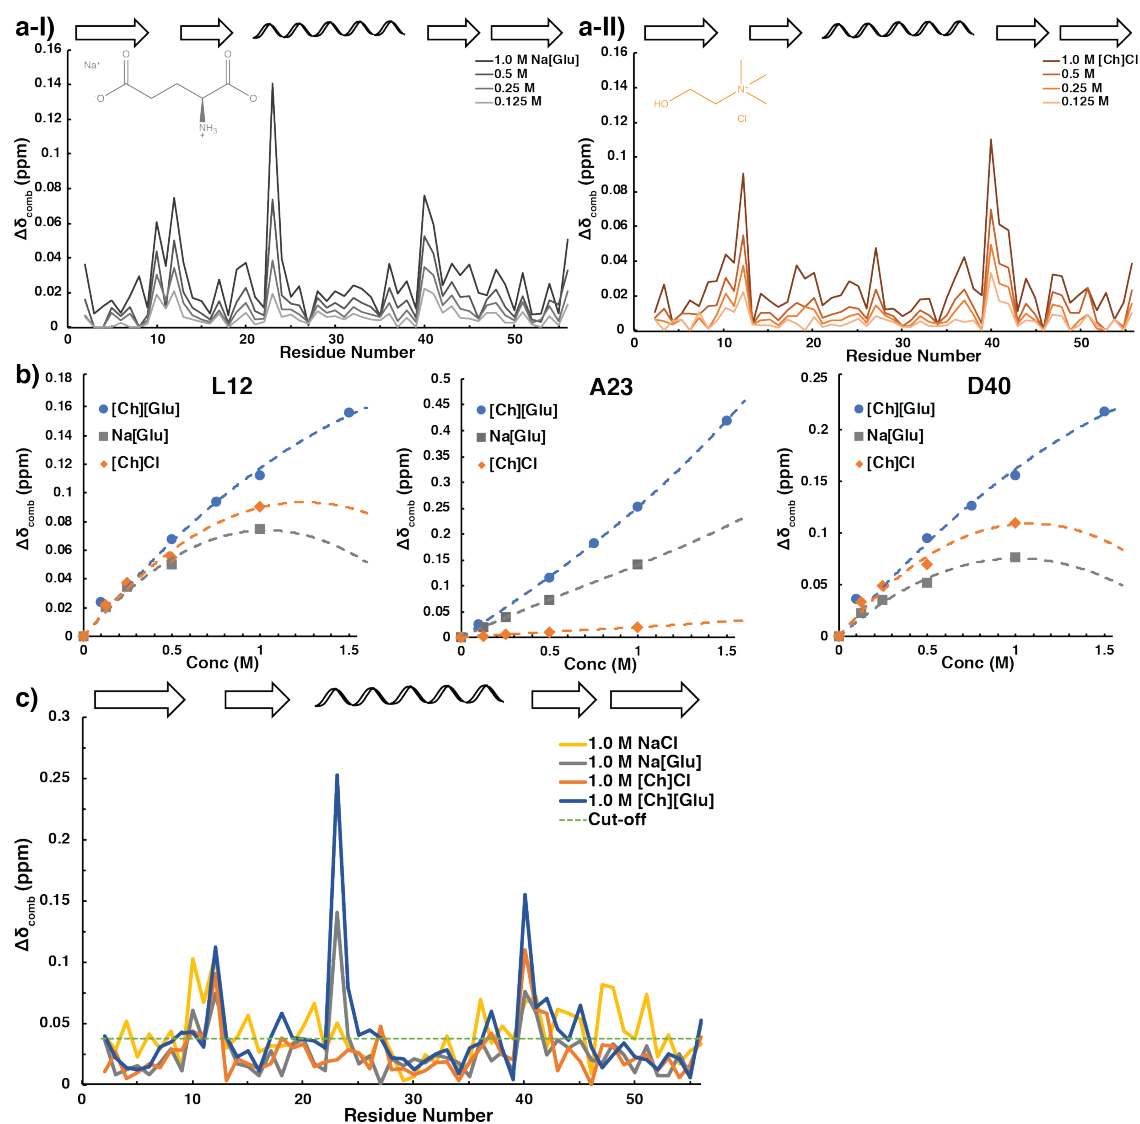 a-I)
0.16
0.14
0.12
0.1
0.08
0.06
0.04
0.02
0
Δδcomb (ppm)
Na+
O
O
O
O
NH3
+
1.0 M Na[Glu]
0.5 M
0.25 M
0.125 M
0 10 20 30 40 50
Residue Number
a-II)
0.16
0.14
0.12
0.1
0.08
0.06
0.04
0.02
0
Δδcomb (ppm)
HO
N+
Cl-
1.0 M [Ch]Cl
0.5 M
0.25 M
0.125 M
0 10 20 30 40 50
Residue Number
b)
L12
0.18
0.16
0.14
0.12
0.1
0.08
0.06
0.04
0.02
0
Δδcomb (ppm)
[Ch][Glu]
Na[Glu]
[Ch]Cl
0 0.5 1 1.5
Conc (M)
A23
0.5
0.45
0.4
0.35
0.3
0.25
0.2
0.15
0.1
0.05
0
Δδcomb (ppm)
[Ch][Glu]
Na[Glu]
[Ch]Cl
0 0.5 1 1.5
Conc (M)
D40
0.25
0.2
0.15
0.1
0.05
0
Δδcomb (ppm)
[Ch][Glu]
Na[Glu]
[Ch]Cl
0 0.5 1 1.5
Conc (M)
c)
0.3
0.25
0.2
0.15
0.1
0.05
0
Δδcomb (ppm)
1.0 M NaCl
1.0 M Na[Glu]
1.0 M [Ch]Cl
1.0 M [Ch][Glu]
Cut-off
0 10 20 30 40 50
Residue Number